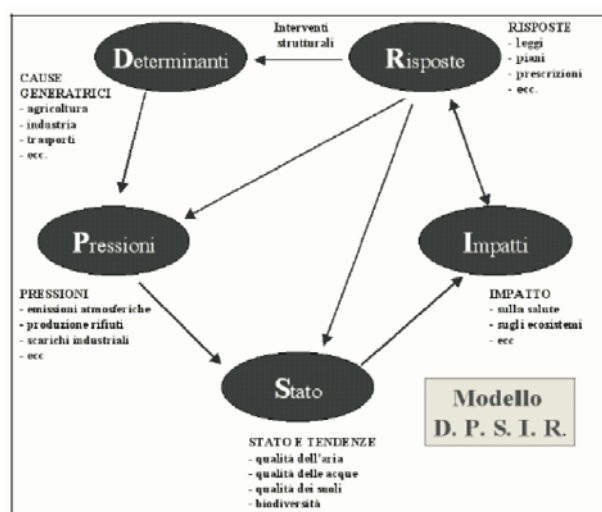 Determinanti
Interventi
strutturali
Risposte
RISPOSTE
- leggi
- piani
- prescrizioni
- ecc.
CAUSE
GENERATRICI
- agricoltura
- industria
- trasporti
- ecc.
Pressioni
Impatti
PRESSIONI
- emissioni atmosferiche
- produzione rifiuti
- scarichi industriali
- ecc
IMPATTO
- sulla salute
- sugli ecosistemi
- ecc
Stato
Modello
D. P. S. I. R.
STATO E TENDENZE
- qualità dell'aria
- qualità delle acque
- qualità dei suoli
- biodiversità